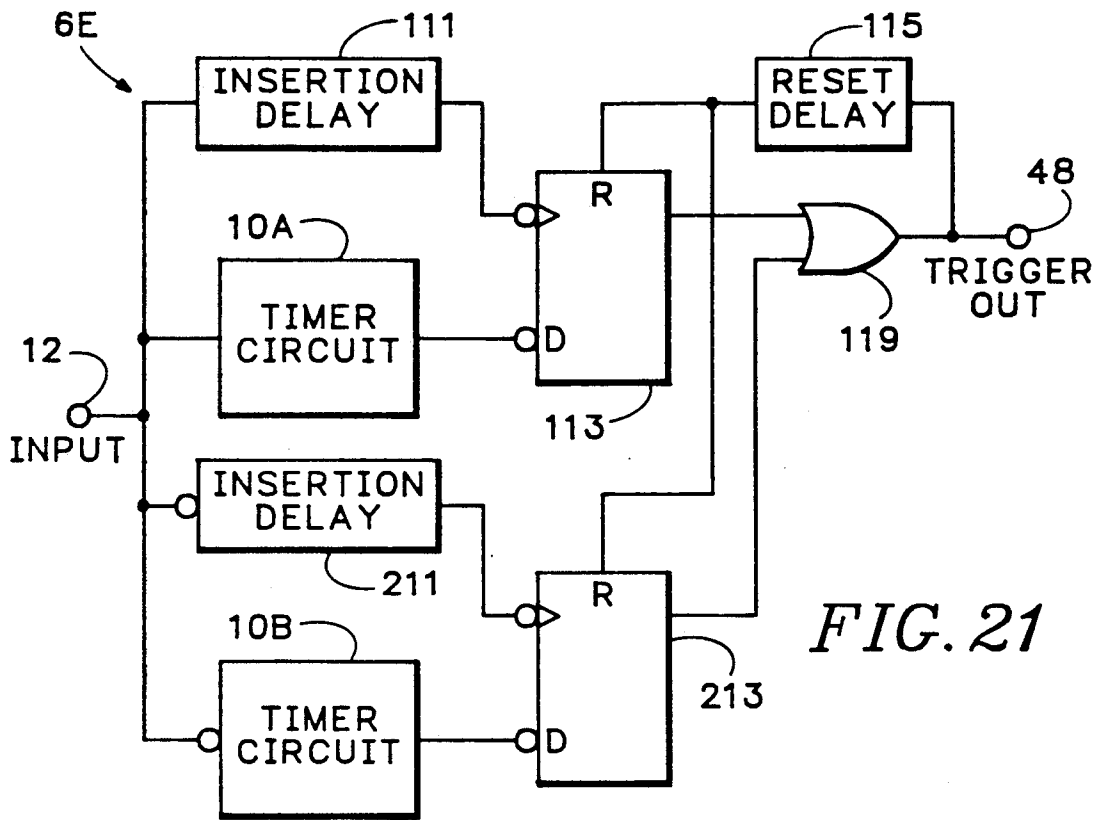 6E
111
115
INSERTION
DELAY
RESET
DELAY
R
48
10A
TIMER
CIRCUIT
D
TRIGGER
OUT
12
119
113
INPUT
INSERTION
DELAY
211
R
10B
FIG. 21
213
TIMER
CIRCUIT
D